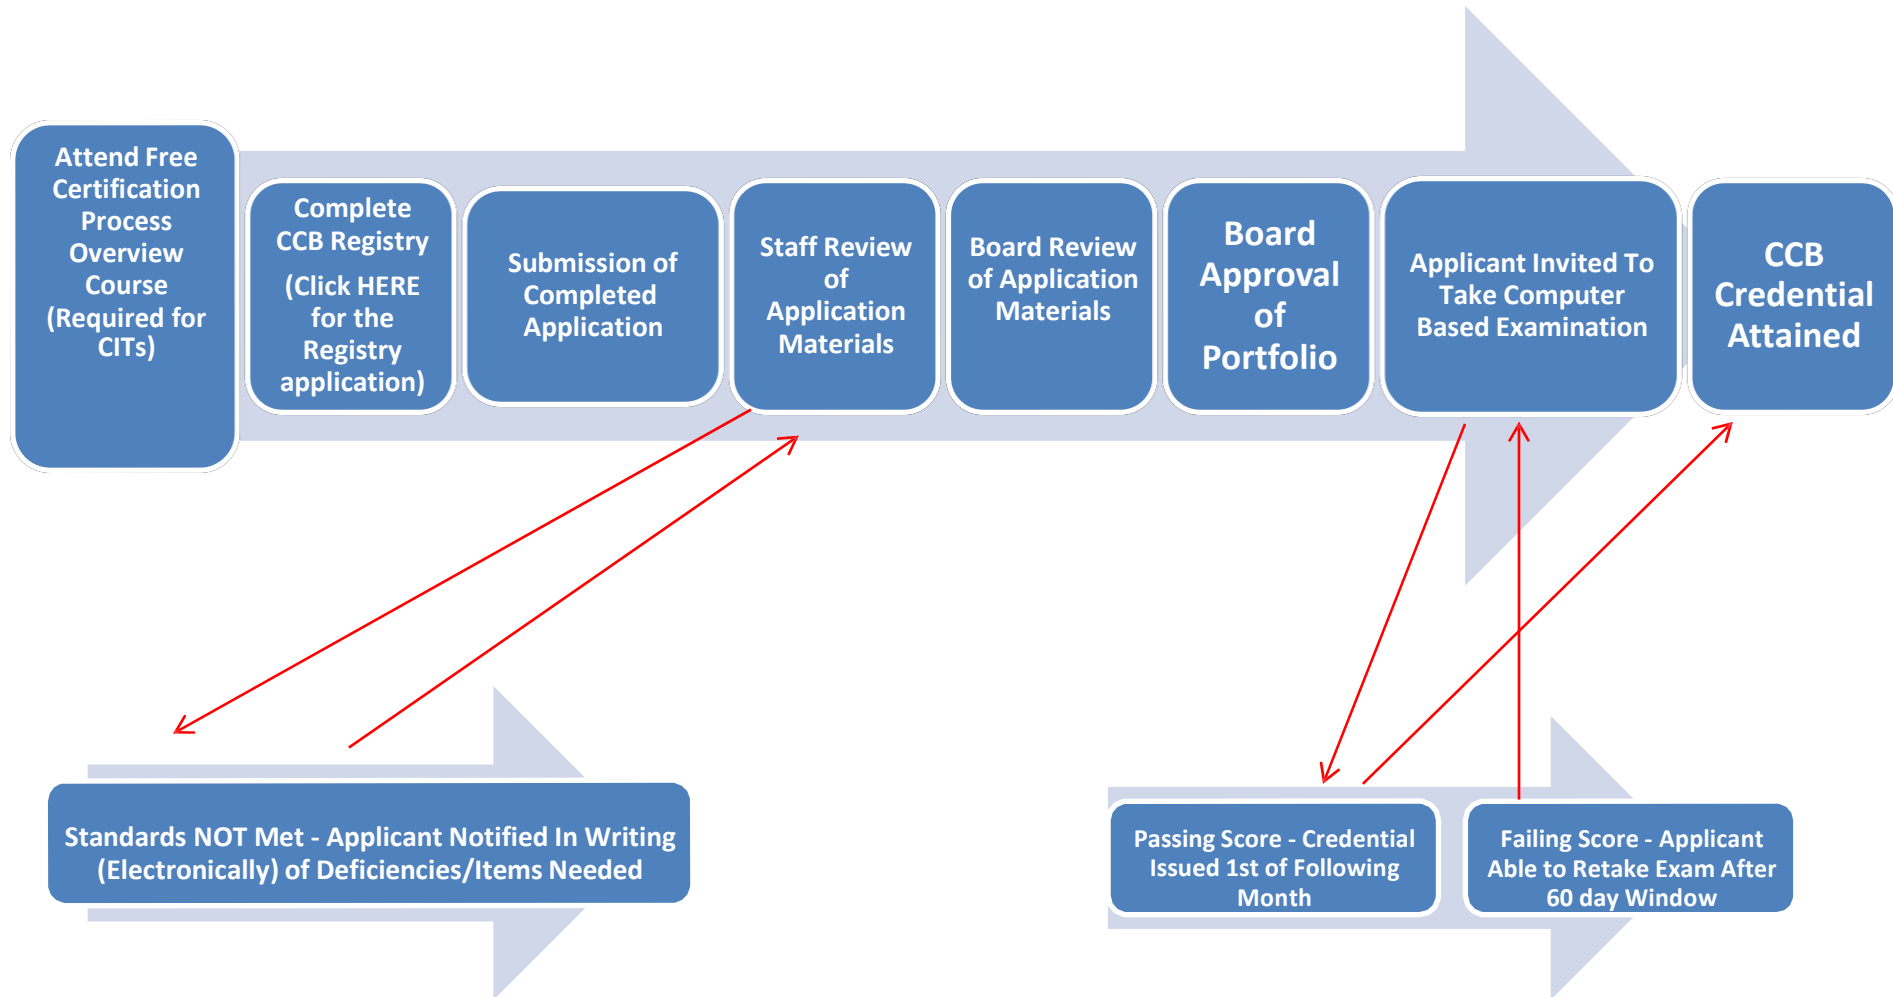 Attend Free
Certification
Process
Overview
Course
(Required for
CITs)
Complete
CCB Registry
(Click HERE
for the
Registry
application)
Submission of
Completed
Application
Staff Review
of
Application
Materials
Board Review
of Application
Materials
Board
Approval
of
Portfolio
Applicant Invited To
Take Computer
Based Examination
CCB
Credential
Attained
Standards NOT Met - Applicant Notified In Writing
(Electronically) of Deficiencies/Items Needed
Passing Score - Credential
Issued 1st of Following
Month
Failing Score - Applicant
Able to Retake Exam After
60 day Window